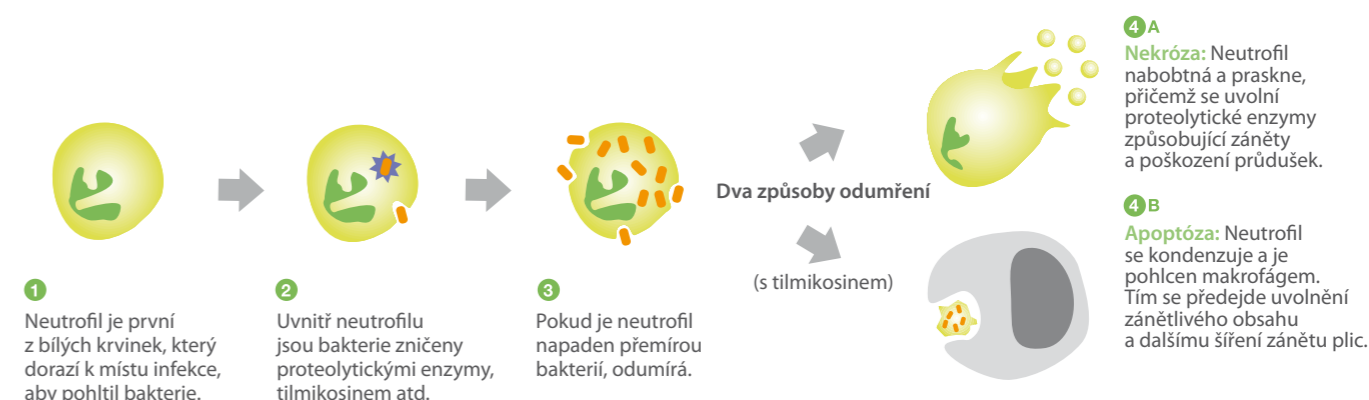 1
Neutrofil je první
z bílých krvinek, který
dorazí k místu infekce,
aby pohltil bakterie.
2
Uvnitř neutrofilu
jsou bakterie zničeny
proteolytickými enzymy,
tilmikosinem atd.
3
Pokud je neutrofil
napaden přemírou
bakterií, odumírá.
Dva způsoby odumření
(s tilmikosinem)
4 A
Nekróza: Neutrofil
nabobtná a praskne,
přičemž se uvolní
proteolytické enzymy
způsobující záněty
a poškození průdušek.
4 B
Apoptóza: Neutrofil
se kondenzuje a je
pohlcen makrofágem.
Tím se předejde uvolnění
zánětlivého obsahu
a dalšímu šíření zánětu plic.